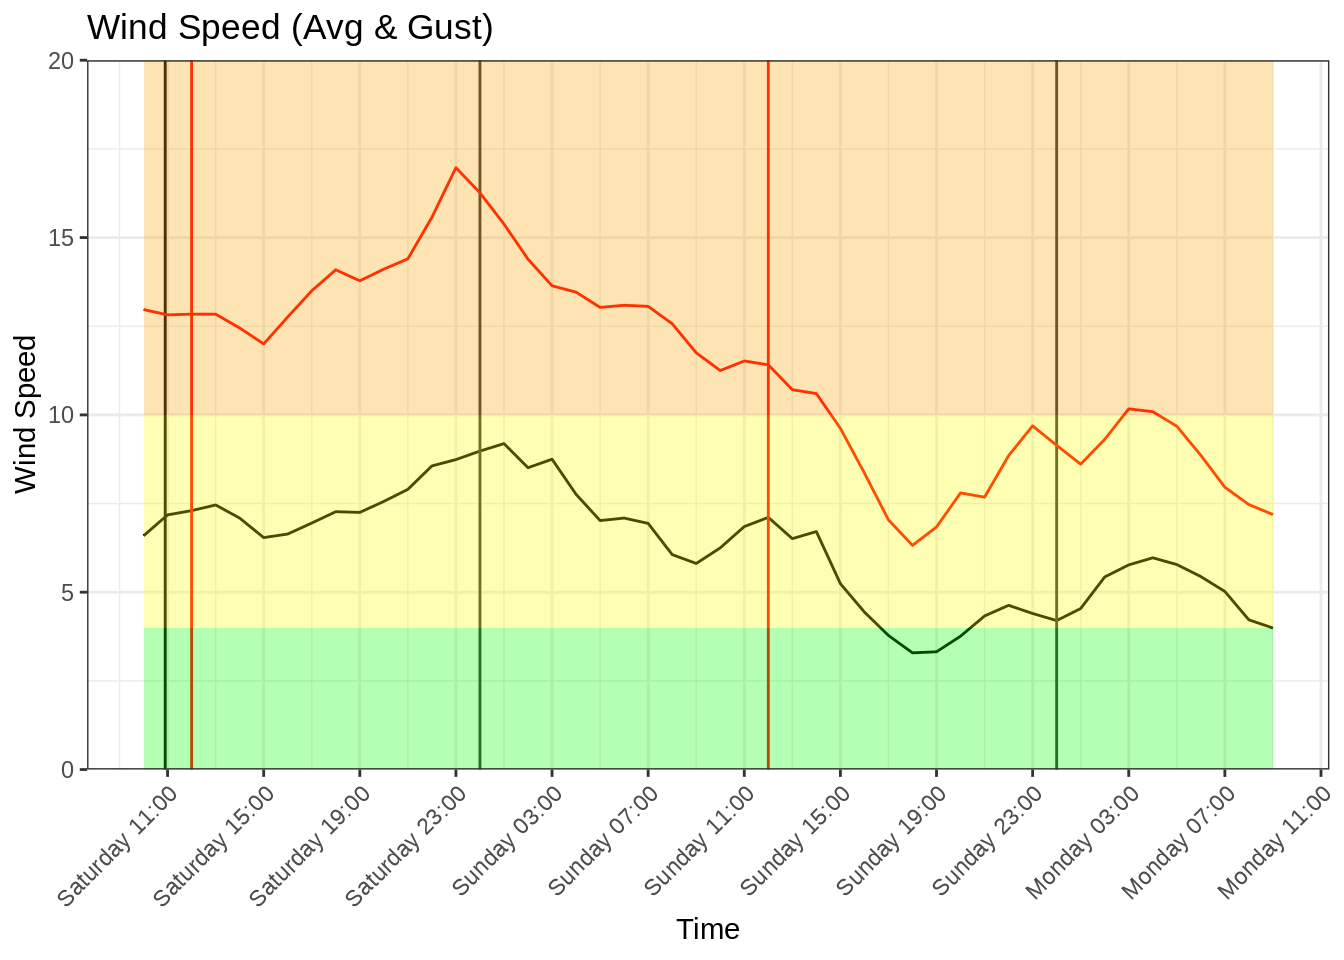 Wind Speed (Avg & Gust)
20
15
10
5
0
Wind Speed
Saturday 11:00
Saturday 15:00
Saturday 19:00
Saturday 23:00
Sunday 03:00
Sunday 07:00
Sunday 11:00
Sunday 15:00
Sunday 19:00
Sunday 23:00
Monday 03:00
Monday 07:00
Monday 11:00
Time